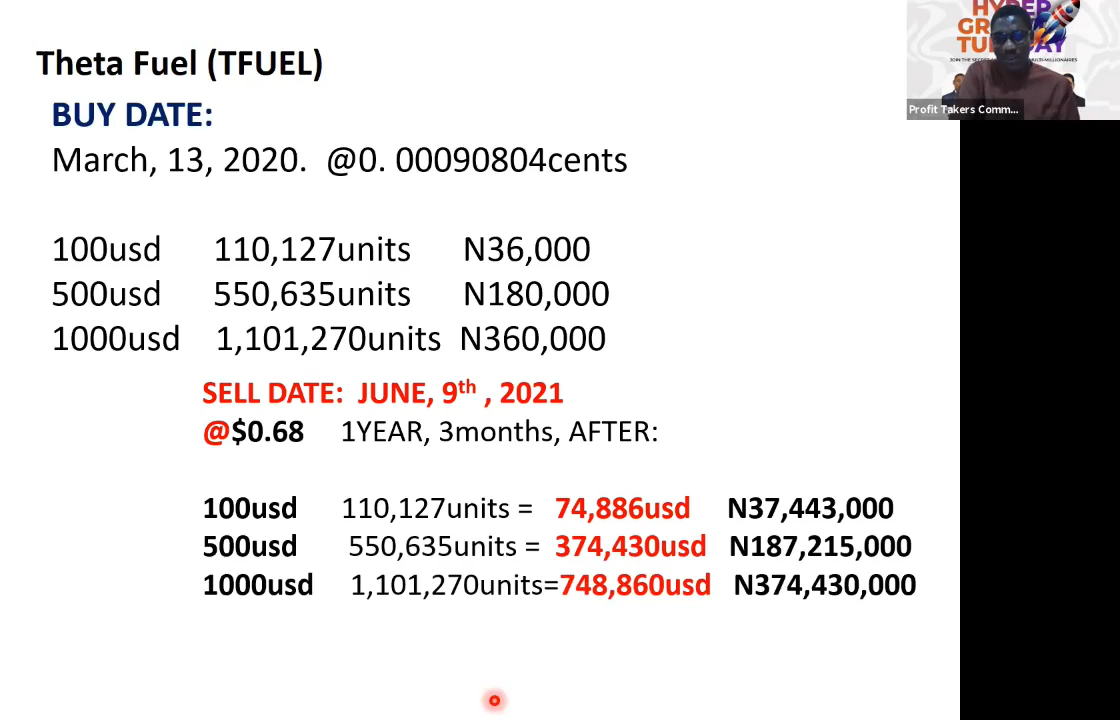 Theta Fuel (TFUEL)
BUY DATE:
March, 13, 2020. @0. 00090804cents
100usd 110,127units N36,000
500usd 550,635units N180,000
1000usd 1,101,270units N360,000
SELL DATE: JUNE, 9th , 2021
@$0.68 1YEAR, 3months, AFTER:
100usd 110,127units = 74,886usd N37,443,000
500usd 550,635units = 374,430usd N187,215,000
1000usd 1,101,270units=748,860usd N374,430,000
Profit Takers Comm...